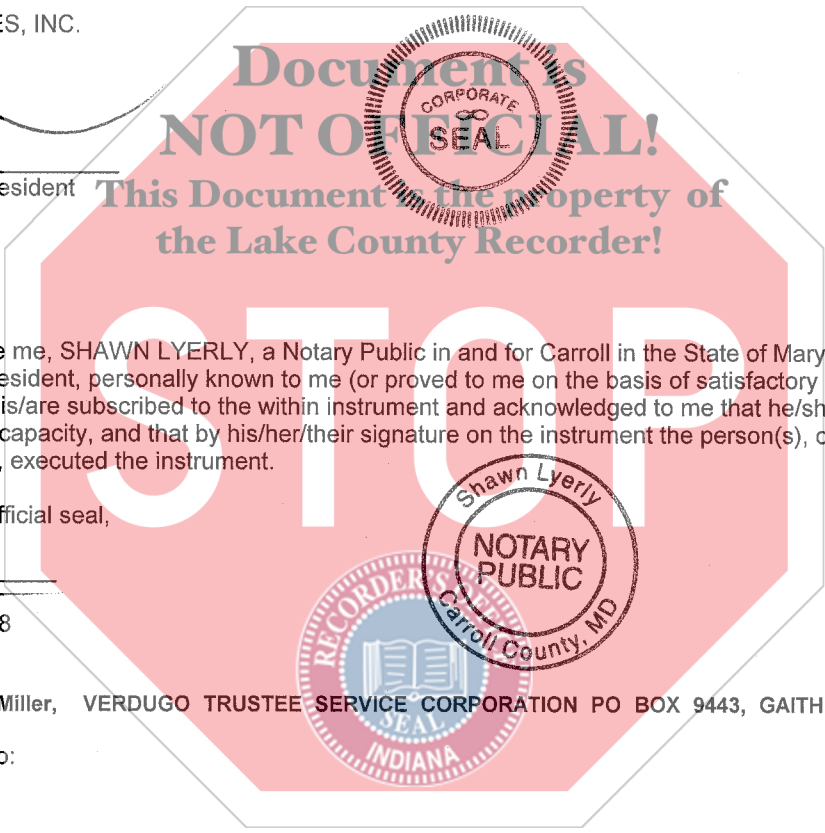 ES, INC.
Document is
NOT OFFICIAL!
This Document is the property of
the Lake County Recorder!
CORPORATE
SEAL
esident
STOP
e me, SHAWN LYERLY, a Notary Public in and for Carroll in the State of Mary
esident, personally known to me (or proved to me on the basis of satisfactory
is/are subscribed to the within instrument and acknowledged to me that he/sh
capacity, and that by his/her/their signature on the instrument the person(s), o
, executed the instrument.
fficial seal,
Shawn Lyerly
NOTARY
PUBLIC
Carroll County, MD
8
RECORDER'S
SEAL
INDIANA
Miller, VERDUGO TRUSTEE SERVICE CORPORATION PO BOX 9443, GAITH
o: